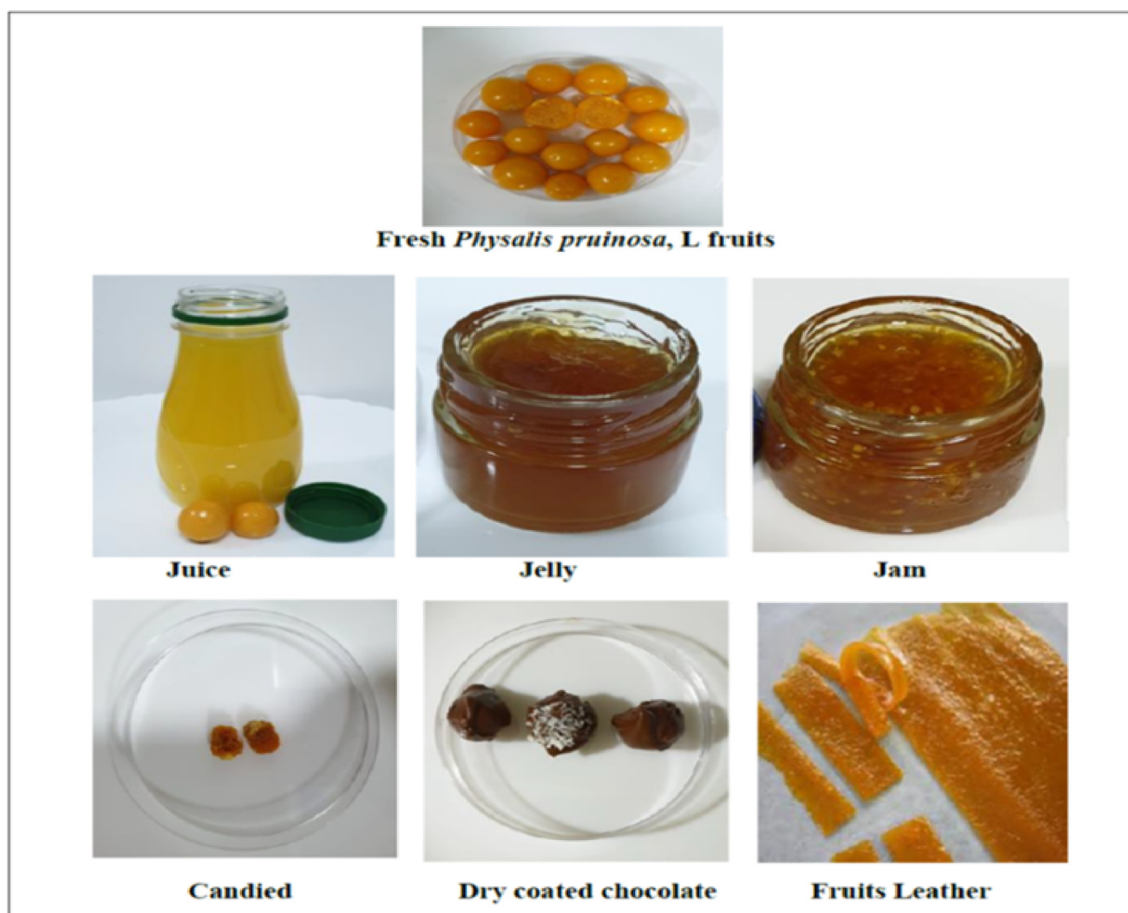 Fresh Physalis pruinosa, L fruits
Juice
Jelly
Jam
Candied
Dry coated chocolate
Fruits Leather